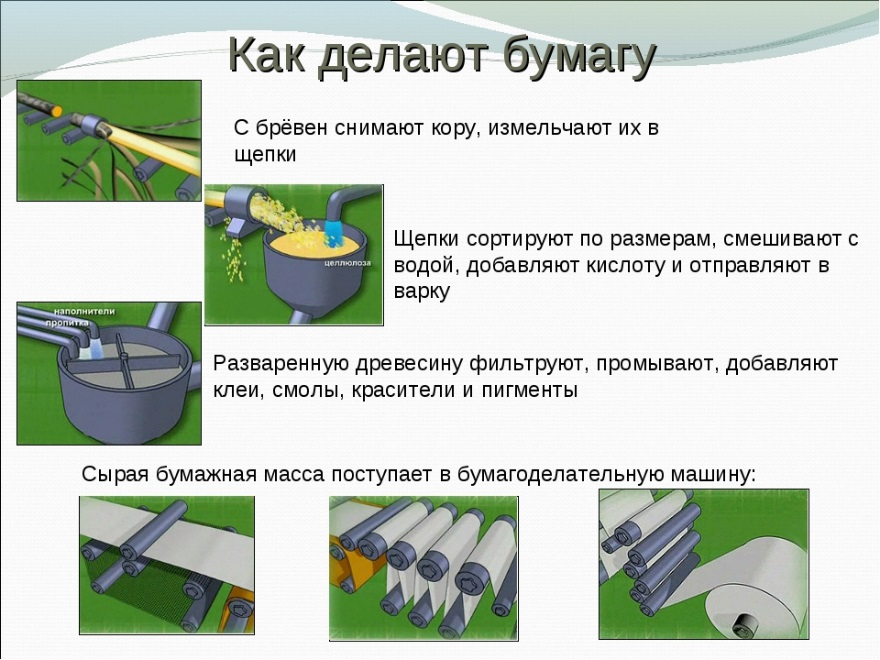 Как делают бумагу
С брёвен снимают кору, измельчают их в
щепки
Щепки сортируют по размерам, смешивают с
водой, добавляют кислоту и отправляют в
варку
целлюлоза
наполнители
пропитка
Разваренную древесину фильтруют, промывают, добавляют
клеи, смолы, красители и пигменты
Сырая бумажная масса поступает в бумагоделательную машину: